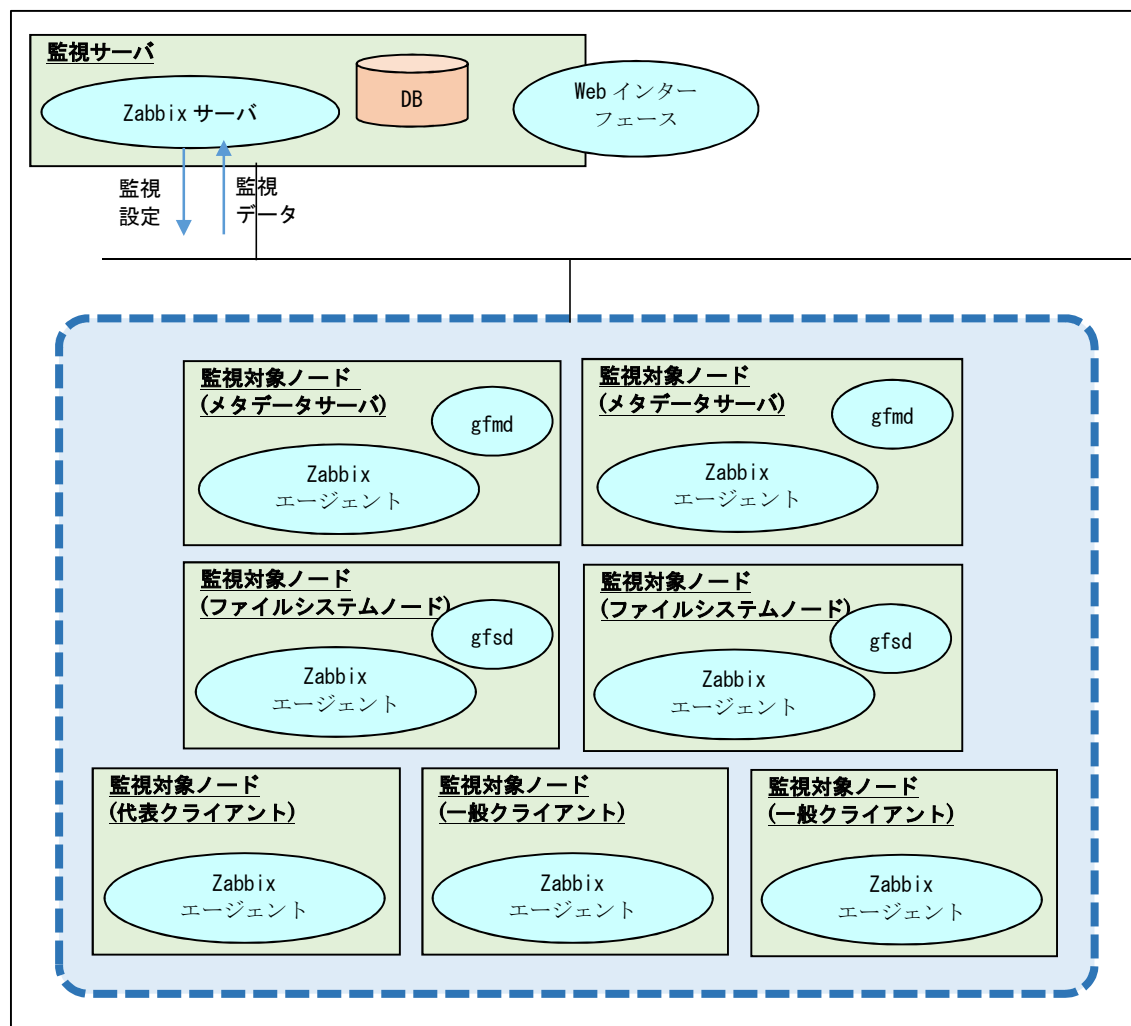 監視サーバ
Zabbix サーバ
DB
Web インター
フェース
監視
設定
監視
データ
監視対象ノード
(メタデータサーバ)
gfmd
Zabbix
エージェント
監視対象ノード
(メタデータサーバ)
gfmd
Zabbix
エージェント
監視対象ノード
(ファイルシステムノード)
gfsd
Zabbix
エージェント
監視対象ノード
(ファイルシステムノード)
gfsd
Zabbix
エージェント
監視対象ノード
(代表クライアント)
Zabbix
エージェント
監視対象ノード
(一般クライアント)
Zabbix
エージェント
監視対象ノード
(一般クライアント)
Zabbix
エージェント